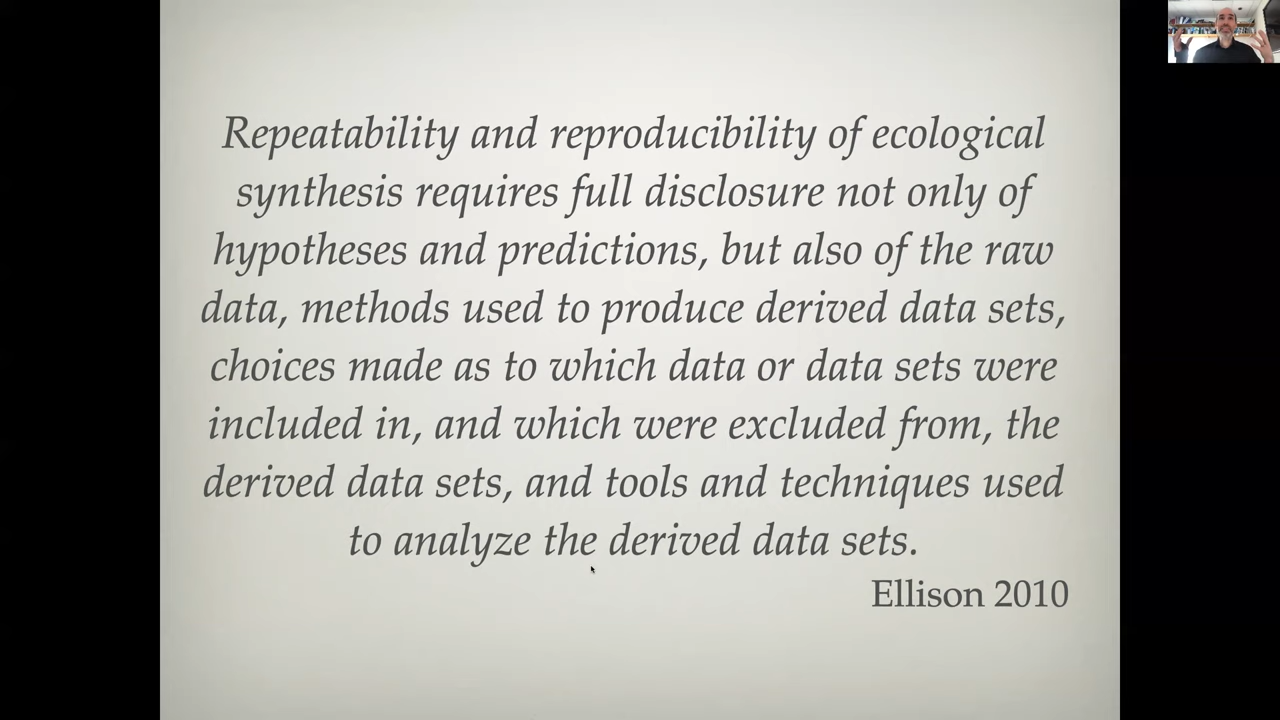 Repeatability and reproducibility of ecological
synthesis requires full disclosure not only of
hypotheses and predictions, but also of the raw
data, methods used to produce derived data sets,
choices made as to which data or data sets were
included in, and which were excluded from, the
derived data sets, and tools and techniques used
to analyze the derived data sets.
Ellison 2010